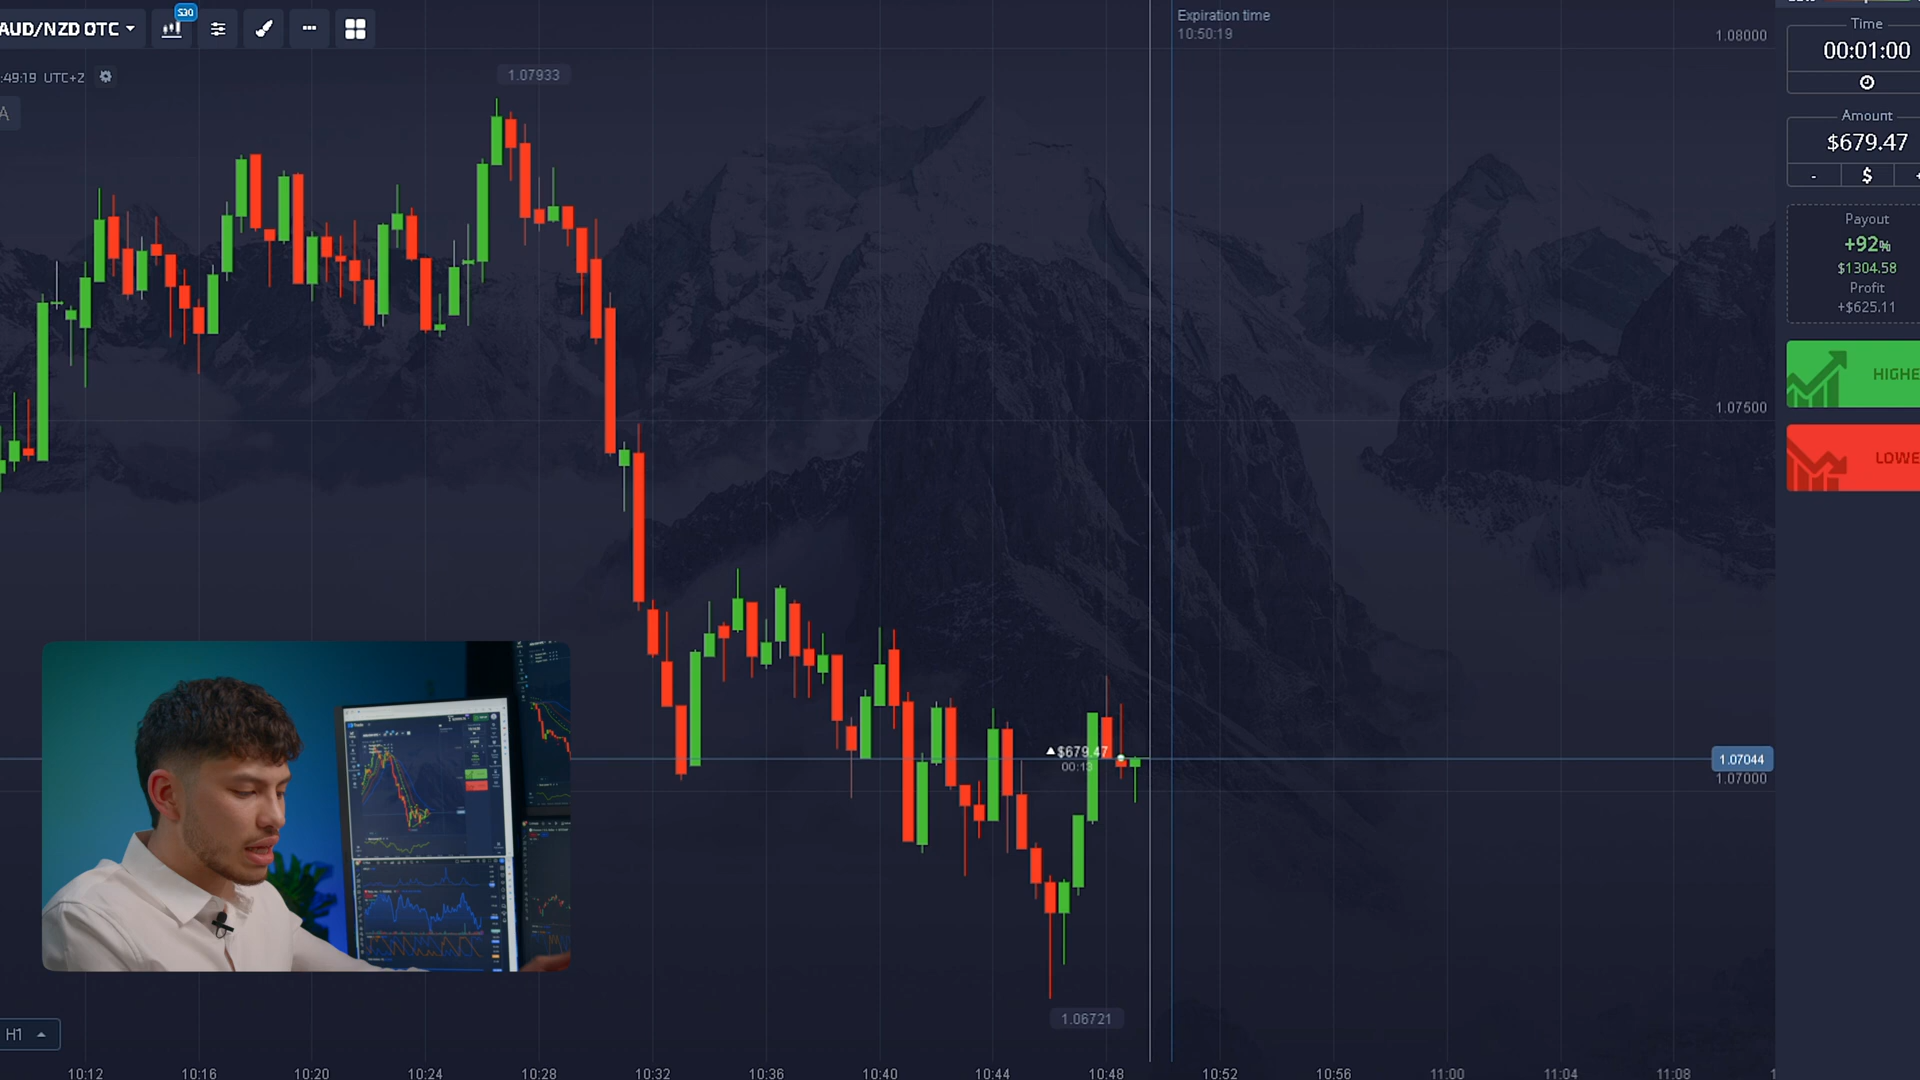 AUD/NZD OTC
S30
Expiration time
10:50:19
:49:19 UTC+2
A
1.07933
1.08000
Time
00:01:00
Amount
$679.47
- $ +
Payout
+92%
$1304.58
Profit
+$625.11
HIGHE
1.07500
LOWE
▲$679.47
00:13
1.07044
1.07000
1.06721
H1
10:12 10:16 10:20 10:24 10:28 10:32 10:36 10:40 10:44 10:48 10:52 10:56 11:00 11:04 11:08 1